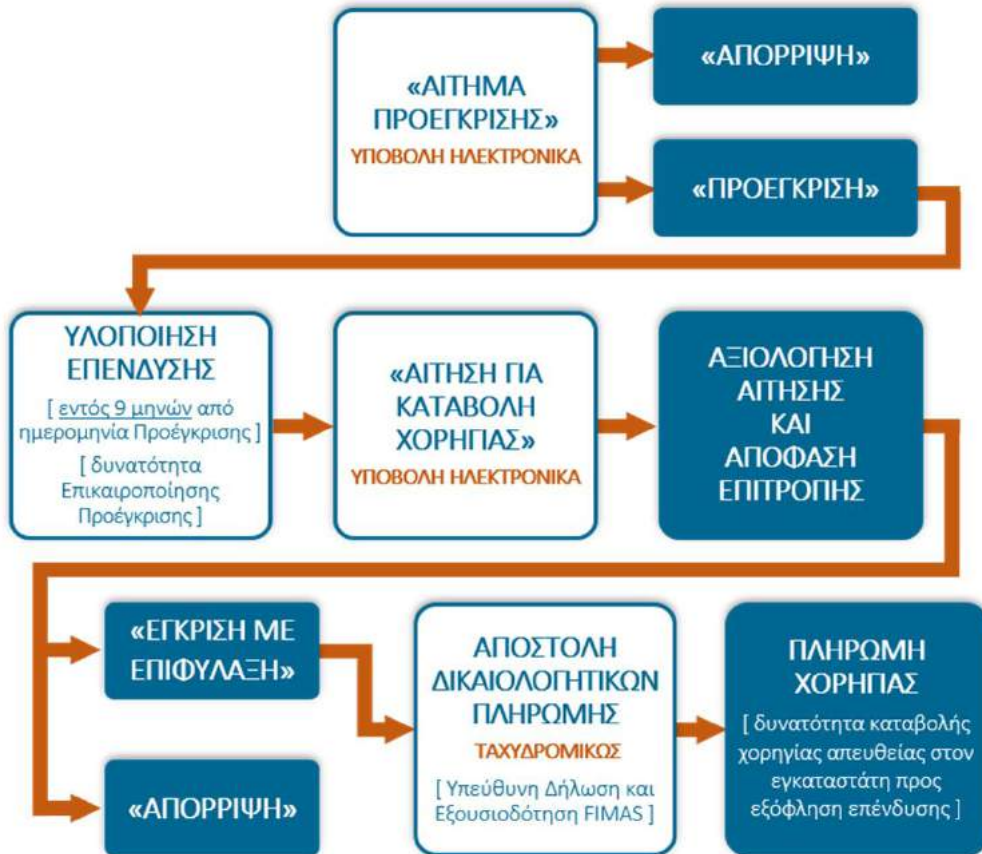 «ΑΙΤΗΜΑ
ΠΡΟΕΓΚΡΙΣΗΣ»
ΥΠΟΒΟΛΗ ΗΛΕΚΤΡΟΝΙΚΑ
«ΑΠΟΡΡΙΨΗ»
«ΠΡΟΕΓΚΡΙΣΗ»
ΥΛΟΠΟΙΗΣΗ
ΕΠΕΝΔΥΣΗΣ
[ εντός 9 μηνών από
ημερομηνία Προέγκρισης ]
[ δυνατότητα
Επικαιροποίησης
Προέγκρισης ]
«ΑΙΤΗΣΗ ΓΙΑ
ΚΑΤΑΒΟΛΗ
ΧΟΡΗΓΙΑΣ»
ΥΠΟΒΟΛΗ ΗΛΕΚΤΡΟΝΙΚΑ
ΑΞΙΟΛΟΓΗΣΗ
ΑΙΤΗΣΗΣ
ΚΑΙ
ΑΠΟΦΑΣΗ
ΕΠΙΤΡΟΠΗΣ
«ΕΓΚΡΙΣΗ ΜΕ
ΕΠΙΦΥΛΑΞΗ»
«ΑΠΟΡΡΙΨΗ»
ΑΠΟΣΤΟΛΗ
ΔΙΚΑΙΟΛΟΓΗΤΙΚΩΝ
ΠΛΗΡΩΜΗΣ
ΤΑΧΥΔΡΟΜΙΚΩΣ
[ Υπεύθυνη Δήλωση και
Εξουσιοδότηση FIMAS ]
ΠΛΗΡΩΜΗ
ΧΟΡΗΓΙΑΣ
[ δυνατότητα καταβολής
χορηγίας απευθείας στον
εγκαταστάτη προς
εξόφληση επένδυσης ]